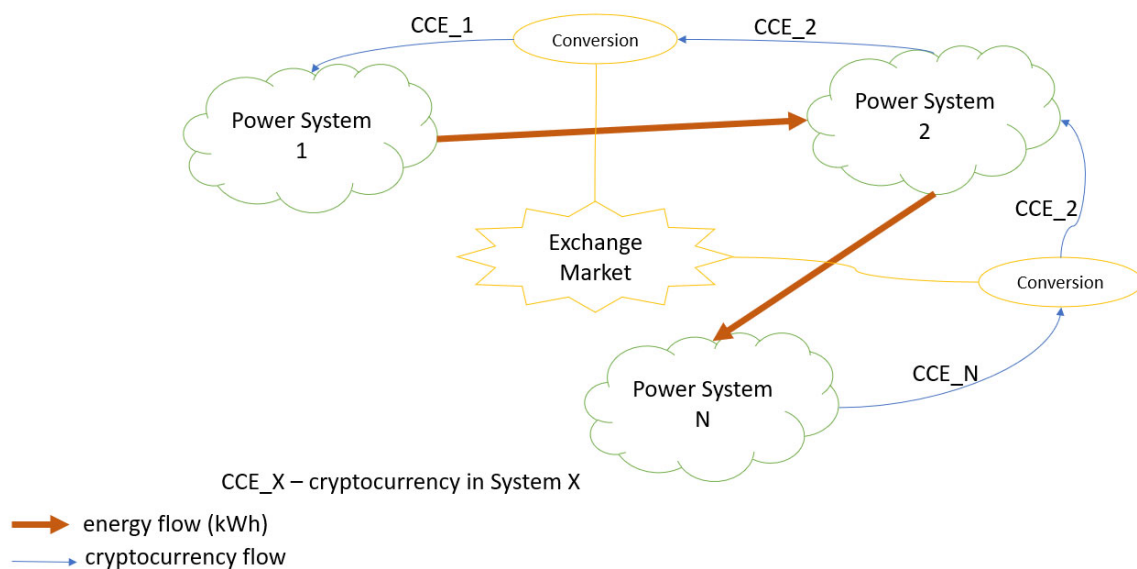 CCE_1
Conversion
CCE_2
Power System
1
Power System
2
CCE_2
Exchange
Market
Conversion
Power System
N
CCE_N
CCE_X – cryptocurrency in System X
energy flow (kWh)
cryptocurrency flow